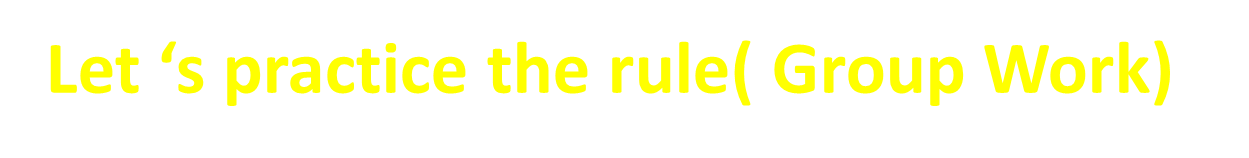 Let ‘s practice the rule( Group Work)